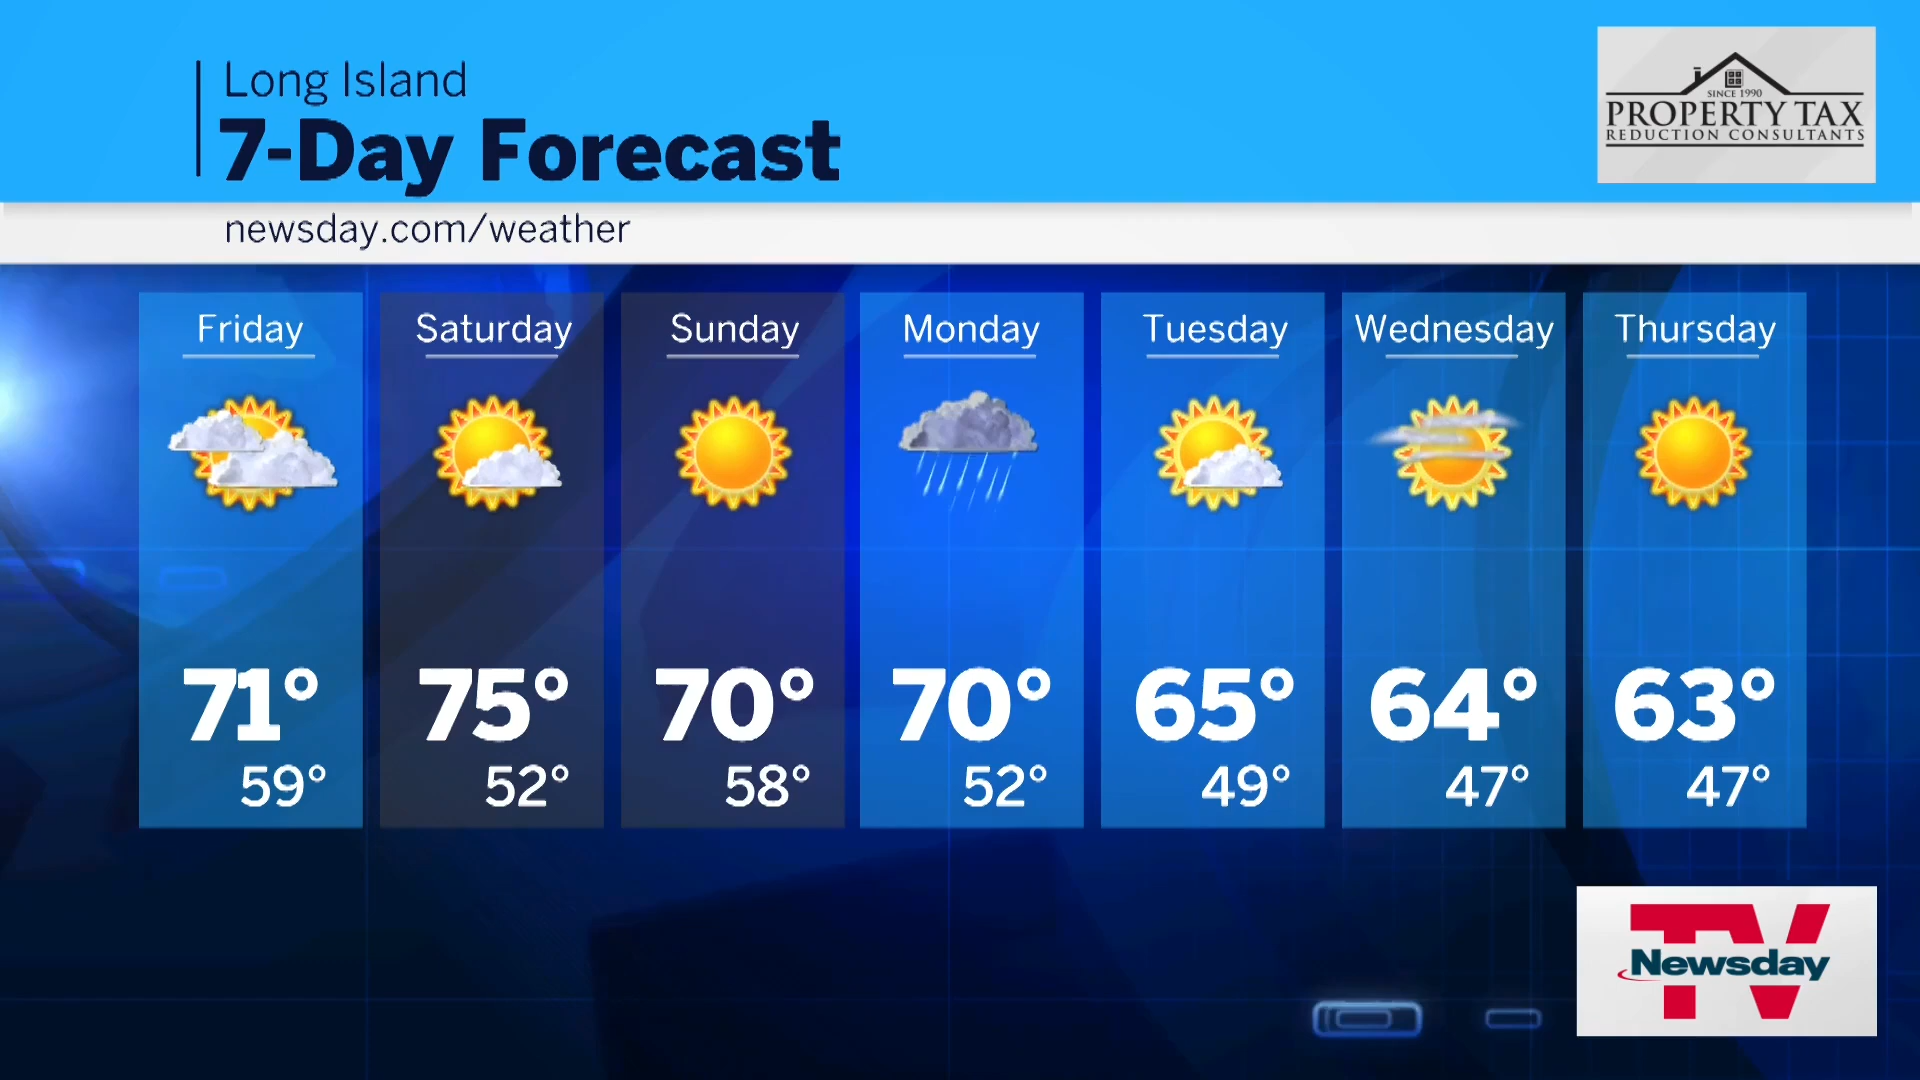 Long Island
7-Day Forecast
newsday.com/weather
SINCE 1990
PROPERTY TAX
REDUCTION CONSULTANTS
Friday Saturday Sunday Monday Tuesday Wednesday Thursday
71° 75° 70° 70° 65° 64° 63°
59° 52° 58° 52° 49° 47° 47°
TV
Newsday